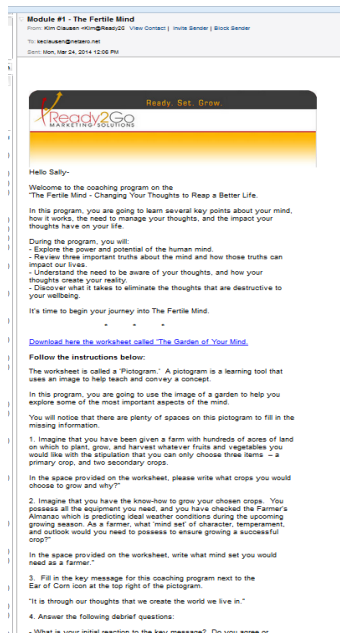 Module #1 - The Fertile Mind
From: Kim Clausen <Kim@Ready2G View Contact | Invite Sender | Block Sender
To: keclausen@netzero.net
Sent: Mon, Mar 24, 2014 12:06 PM
Ready. Set. Grow.
Ready2Go
MARKETING SOLUTIONS
Hello Sally-
Welcome to the coaching program on the
"The Fertile Mind - Changing Your Thoughts to Reap a Better Life.
In this program, you are going to learn several key points about your mind,
how it works, the need to manage your thoughts, and the impact your
thoughts have on your life.
During the program, you will:
- Explore the power and potential of the human mind.
- Review three important truths about the mind and how those truths can
impact our lives.
- Understand the need to be aware of your thoughts, and how your
thoughts create your reality.
- Discover what it takes to eliminate the thoughts that are destructive to
your wellbeing.
It's time to begin your journey into The Fertile Mind.
* * *
Download here the worksheet called "The Garden of Your Mind.
Follow the instructions below:
The worksheet is called a 'Pictogram.' A pictogram is a learning tool that
uses an image to help teach and convey a concept.
In this program, you are going to use the image of a garden to help you
explore some of the most important aspects of the mind.
You will notice that there are plenty of spaces on this pictogram to fill in the
missing information.
1. Imagine that you have been given a farm with hundreds of acres of land
on which to plant, grow, and harvest whatever fruits and vegetables you
would like with the stipulation that you can only choose three items -- a
primary crop, and two secondary crops.
In the space provided on the worksheet, please write what crops you would
choose to grow and why?"
2. Imagine that you have the know-how to grow your chosen crops. You
possess all the equipment you need, and you have checked the Farmer's
Almanac which is predicting ideal weather conditions during the upcoming
growing season. As a farmer, what 'mind set' of character, temperament,
and outlook would you need to possess to ensure growing a successful
crop?"
In the space provided on the worksheet, write what mind set you would
need as a farmer."
3. Fill in the key message for this coaching program next to the
Ear of Corn icon at the top right of the pictogram.
"It is through our thoughts that we create the world we live in."
4. Answer the following debrief questions:
- What is your initial reaction to the key message? Do you agree or